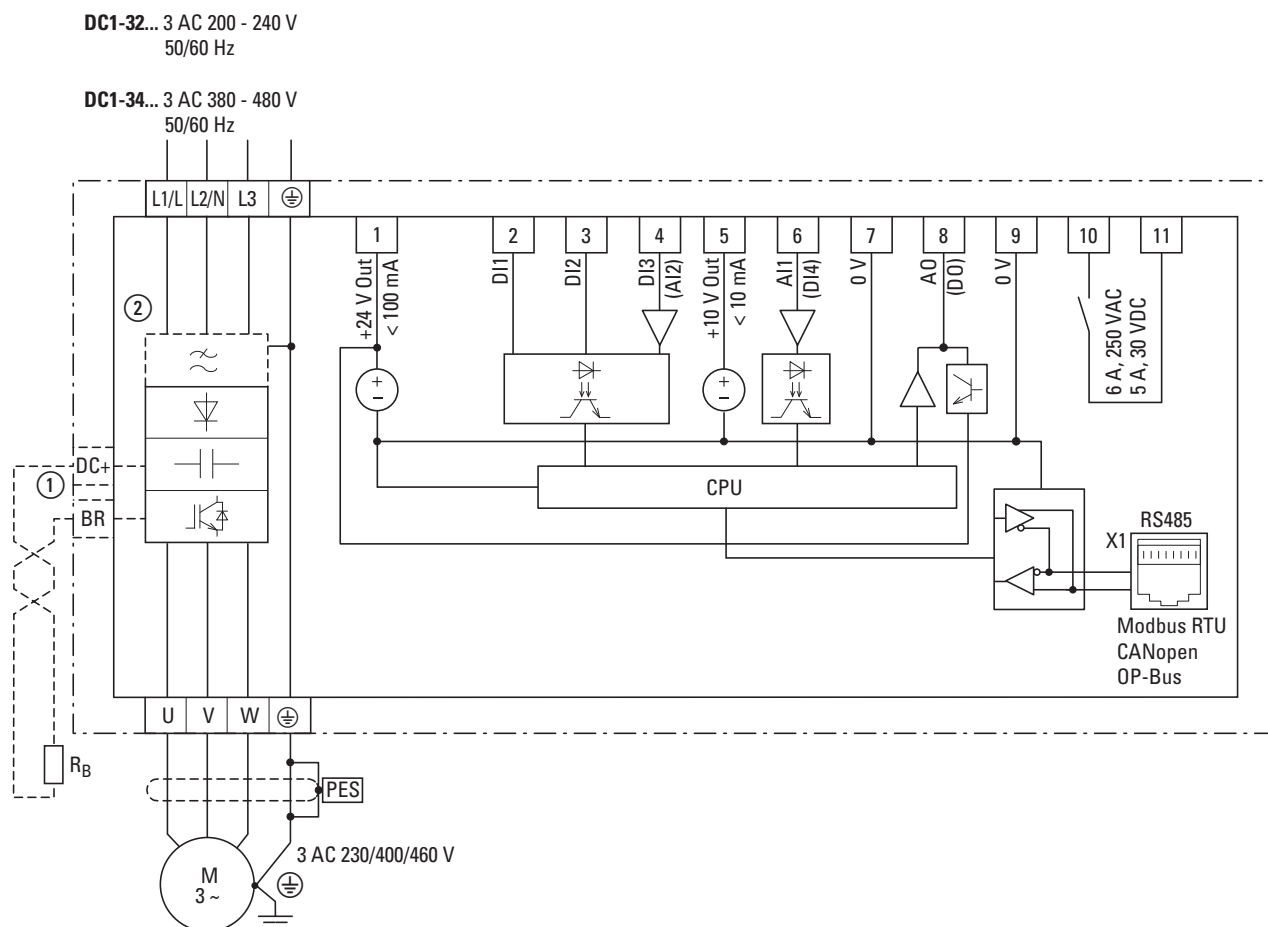 DC1-32... 3 AC 200 - 240 V
50/60 Hz
DC1-34... 3 AC 380 - 480 V
50/60 Hz
L1/L L2/N L3
1 2 3 4 5 6 7 8 9 10 11
+24 V Out
< 100 mA
DI1
DI2
DI3
(AI2)
+10 V Out
< 10 mA
AI1
(DI4)
0 V
AO
(DO)
0 V
6 A, 250 VAC
5 A, 30 VDC
2
DC+
1
BR
CPU
X1
RS485
Modbus RTU
CANopen
OP-Bus
U V W
RB
PES
3 AC 230/400/460 V
M
3 ~